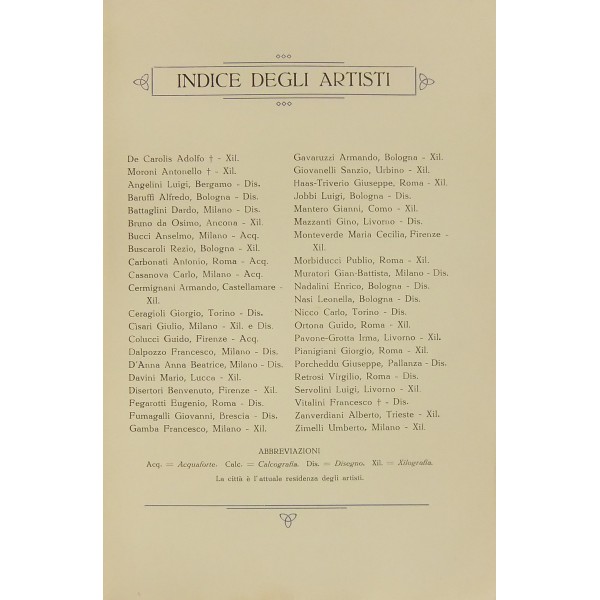 INDICE DEGLI ARTISTI
De Carolis Adolfo † - Xil.
Moroni Antonello † - Xil.
Angelini Luigi, Bergamo - Dis.
Baruffi Alfredo, Bologna - Dis.
Battaglini Dardo, Milano - Dis.
Bruno da Osimo, Ancona - Xil.
Bucci Anselmo, Milano - Acq.
Buscaroli Rezio, Bologna - Xil.
Carbonati Antonio, Roma - Acq.
Casanova Carlo, Milano - Acq.
Cermignani Armando, Castellamare -
Xil.
Ceragioli Giorgio, Torino - Dis.
Cisari Giulio, Milano - Xil. e Dis.
Colucci Guido, Firenze - Acq.
Dalpozzo Francesco, Milano - Dis.
D'Anna Anna Beatrice, Milano - Dis.
Davini Mario, Lucca - Xil.
Disertori Benvenuto, Firenze - Xil.
Fegarotti Eugenio, Roma - Dis.
Fumagalli Giovanni, Brescia - Dis.
Gamba Francesco, Milano - Xil.
Gavaruzzi Armando, Bologna - Xil.
Giovanelli Sanzio, Urbino - Xil.
Haas-Triverio Giuseppe, Roma - Xil.
Jobbi Luigi, Bologna - Dis.
Mantero Gianni, Como - Xil.
Mazzanti Gino, Livorno - Dis.
Monteverde Maria Cecilia, Firenze -
Xil.
Morbiducci Publio, Roma - Xil.
Muratori Gian-Battista, Milano - Dis.
Nadalini Enrico, Bologna - Dis.
Nasi Leonella, Bologna - Dis.
Nicco Carlo, Torino - Dis.
Ortona Guido, Roma - Xil.
Pavone-Grotta Irma, Livorno - Xil.
Pianigiani Giorgio, Roma - Xil.
Porcheddu Giuseppe, Pallanza - Dis.
Retrosi Virgilio, Roma - Dis.
Servolini Luigi, Livorno - Xil.
Vitalini Francesco † - Dis.
Zanverdiani Alberto, Trieste - Xil.
Zimelli Umberto, Milano - Xil.
ABBREVIAZIONI
Acq. = Acquaforte. Calc. = Calcografia. Dis. = Disegno. Xil. = Xilografia.
La città è l'attuale residenza degli artisti.